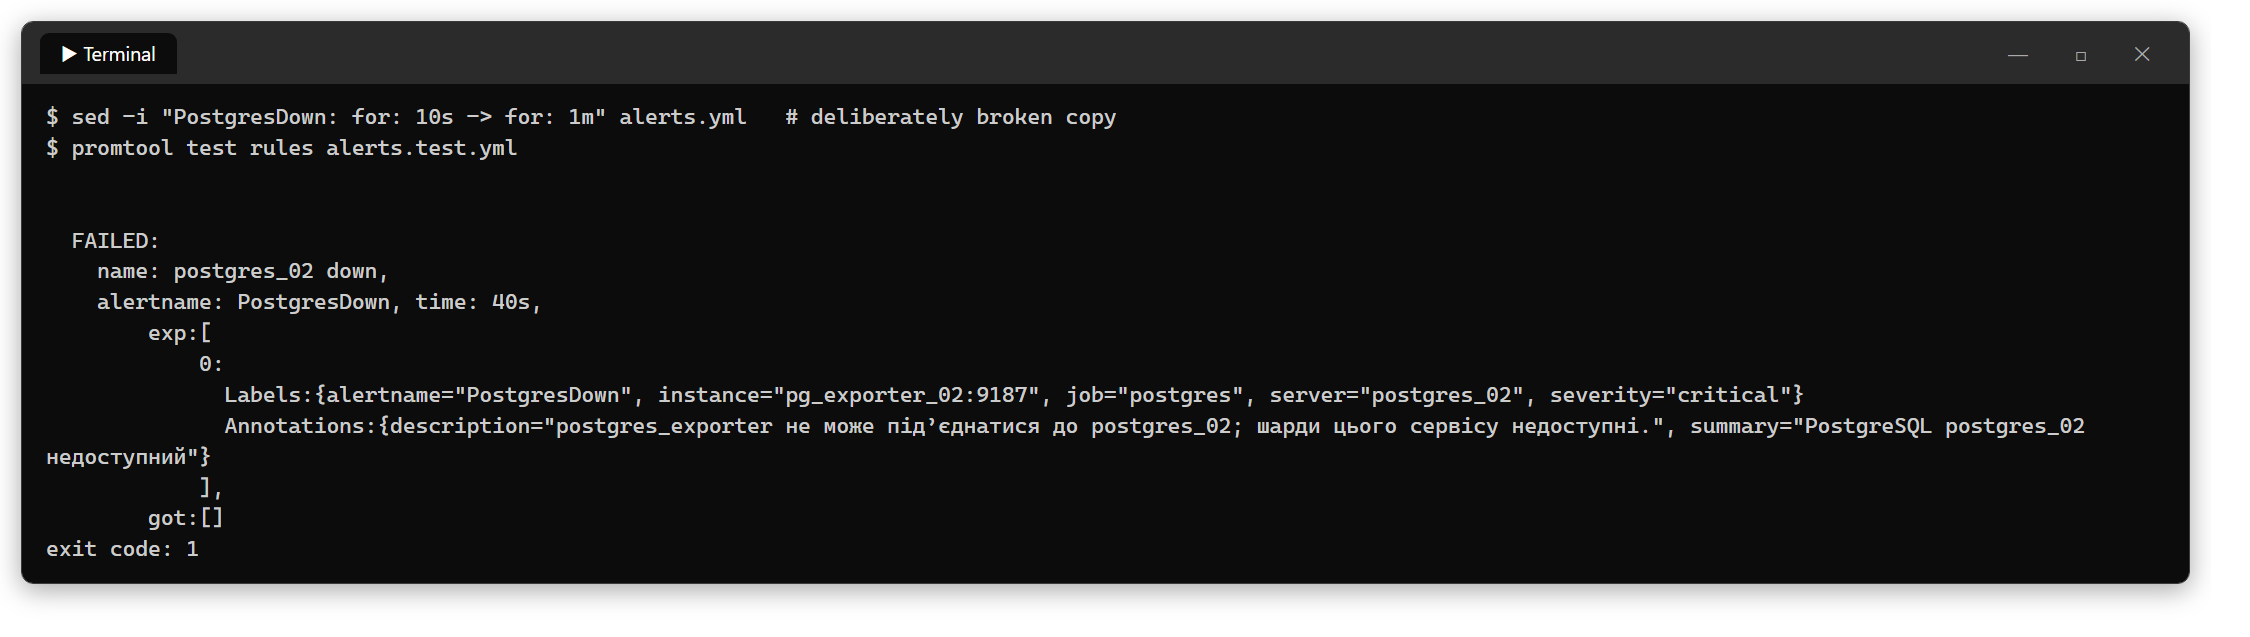 ▶ Terminal
$ sed -i "PostgresDown: for: 10s -> for: 1m" alerts.yml   # deliberately broken copy
$ promtool test rules alerts.test.yml
FAILED:
name: postgres_02 down,
alertname: PostgresDown, time: 40s,
exp:[
0:
Labels:{alertname="PostgresDown", instance="pg_exporter_02:9187", job="postgres", server="postgres_02", severity="critical"}
Annotations:{description="postgres_exporter не може під’єднатися до postgres_02; шарди цього сервісу недоступні.", summary="PostgreSQL postgres_02
недоступний"}
],
got:[]
exit code: 1